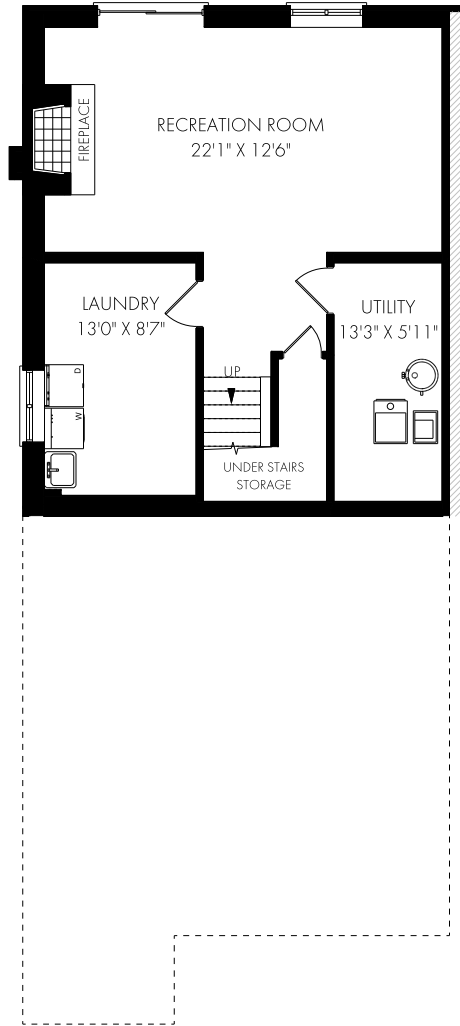 FIREPLACE
RECREATION ROOM
22'1" X 12'6"
LAUNDRY
13'0" X 8'7"
UTILITY
13'3" X 5'11"
D
W
UP
UNDER STAIRS
STORAGE